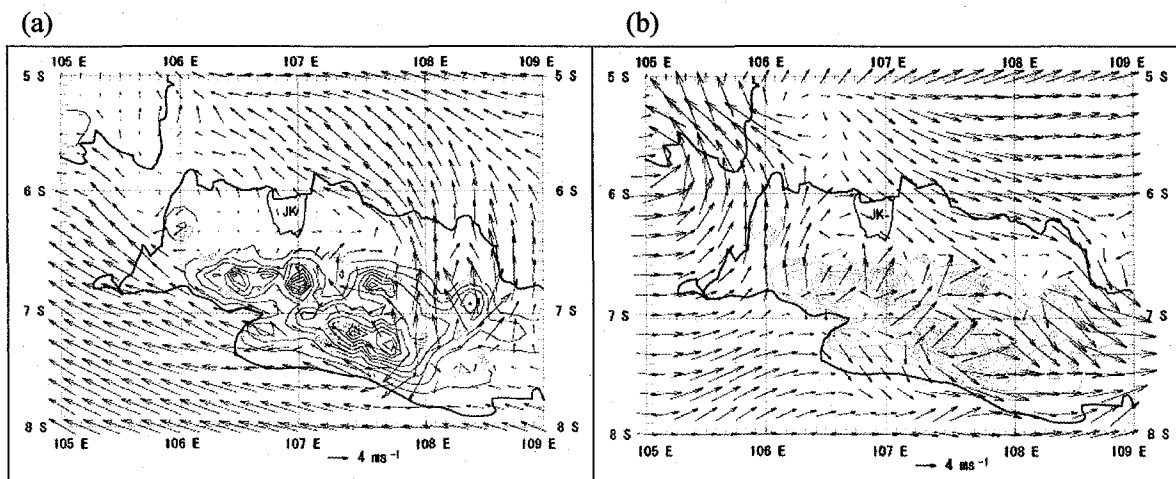 (a) (b)
105 E 106 E 107 E 108 E 109 E 105 E 106 E 107 E 108 E 109 E
5 S 5 S 5 S 5 S
6 S 6 S 6 S 6 S
JK JK
7 S 7 S 7 S 7 S
8 S 8 S 8 S 8 S
105 E 106 E 107 E 108 E 109 E 105 E 106 E 107 E 108 E 109 E
4 ms⁻¹ 4 ms⁻¹